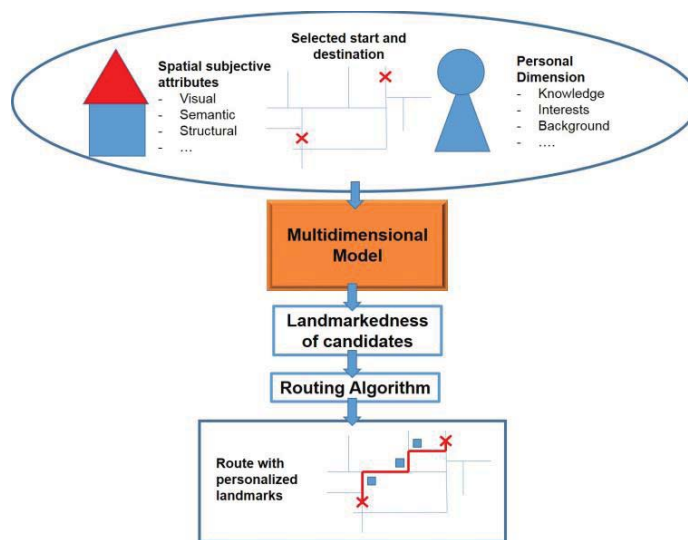 Spatial subjective
attributes
- Visual
- Semantic
- Structural
- ...
Selected start and
destination
Personal
Dimension
- Knowledge
- Interests
- Background
- ....
Multidimensional
Model
Landmarkedness
of candidates
Routing Algorithm
Route with
personalized
landmarks